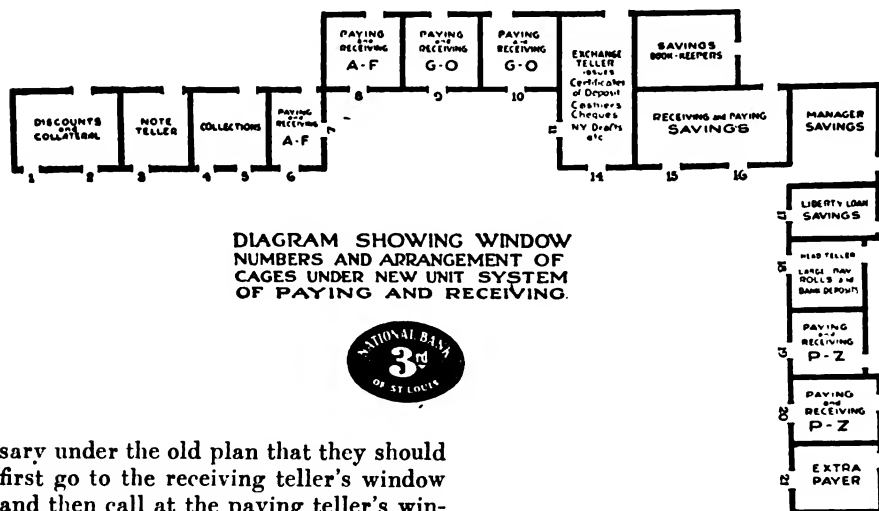 PAYING
and
RECEIVING
A-F
PAYING
and
RECEIVING
G-O
PAYING
and
RECEIVING
G-O
EXCHANGE
TELLER
issues
Certificates
of Deposit
Cashiers
Cheques
NY Drafts
etc
SAVINGS
BOOK-KEEPERS
DISCOUNTS
and
COLLATERAL
NOTE
TELLER
COLLECTIONS
PAYING
and
RECEIVING
A-F
RECEIVING and PAYING
SAVINGS
MANAGER
SAVINGS
1
2
3
4
5
6
7
8
9
10
11
14
15
16
LIBERTY LOAN
SAVINGS
17
HEAD TELLER
LARGE PAY
ROLLS and
BANK DEPOSITS
18
PAYING
and
RECEIVING
P-Z
19
PAYING
and
RECEIVING
P-Z
20
EXTRA
PAYER
21
DIAGRAM SHOWING WINDOW
NUMBERS AND ARRANGEMENT OF
CAGES UNDER NEW UNIT SYSTEM
OF PAYING AND RECEIVING.
NATIONAL BANK
3rd
OF ST LOUIS
sary under the old plan that they should
first go to the receiving teller's window
and then call at the paying teller's win-